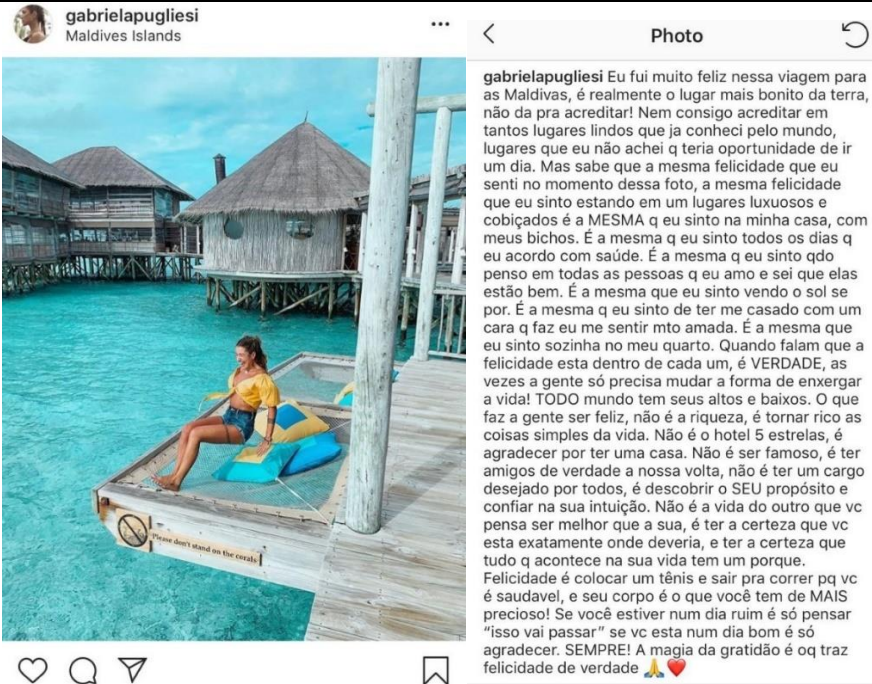 gabrielapugliesi
Maldives Islands
Please don't stand on the corals
Photo
gabrielapugliesi Eu fui muito feliz nessa viagem para
as Maldivas, é realmente o lugar mais bonito da terra,
não da pra acreditar! Nem consigo acreditar em
tantos lugares lindos que ja conheci pelo mundo,
lugares que eu não achei q teria oportunidade de ir
um dia. Mas sabe que a mesma felicidade que eu
senti no momento dessa foto, a mesma felicidade
que eu sinto estando em um lugares luxuosos e
cobiçados é a MESMA q eu sinto na minha casa, com
meus bichos. É a mesma q eu sinto todos os dias q
eu acordo com saúde. É a mesma q eu sinto qdo
penso em todas as pessoas q eu amo e sei que elas
estão bem. É a mesma que eu sinto vendo o sol se
por. É a mesma q eu sinto de ter me casado com um
cara q faz eu me sentir mto amada. É a mesma que
eu sinto sozinha no meu quarto. Quando falam que a
felicidade esta dentro de cada um, é VERDADE, as
vezes a gente só precisa mudar a forma de enxergar
a vida! TODO mundo tem seus altos e baixos. O que
faz a gente ser feliz, não é a riqueza, é tornar rico as
coisas simples da vida. Não é o hotel 5 estrelas, é
agradecer por ter uma casa. Não é ser famoso, é ter
amigos de verdade a nossa volta, não é ter um cargo
desejado por todos, é descobrir o SEU propósito e
confiar na sua intuição. Não é a vida do outro que vc
pensa ser melhor que a sua, é ter a certeza que vc
esta exatamente onde deveria, e ter a certeza que
tudo q acontece na sua vida tem um porque.
Felicidade é colocar um tênis e sair pra correr pq vc
é saudavel, e seu corpo é o que você tem de MAIS
precioso! Se você estiver num dia ruim é só pensar
“isso vai passar” se vc esta num dia bom é só
agradecer. SEMPRE! A magia da gratidão é oq traz
felicidade de verdade 🙏❤️